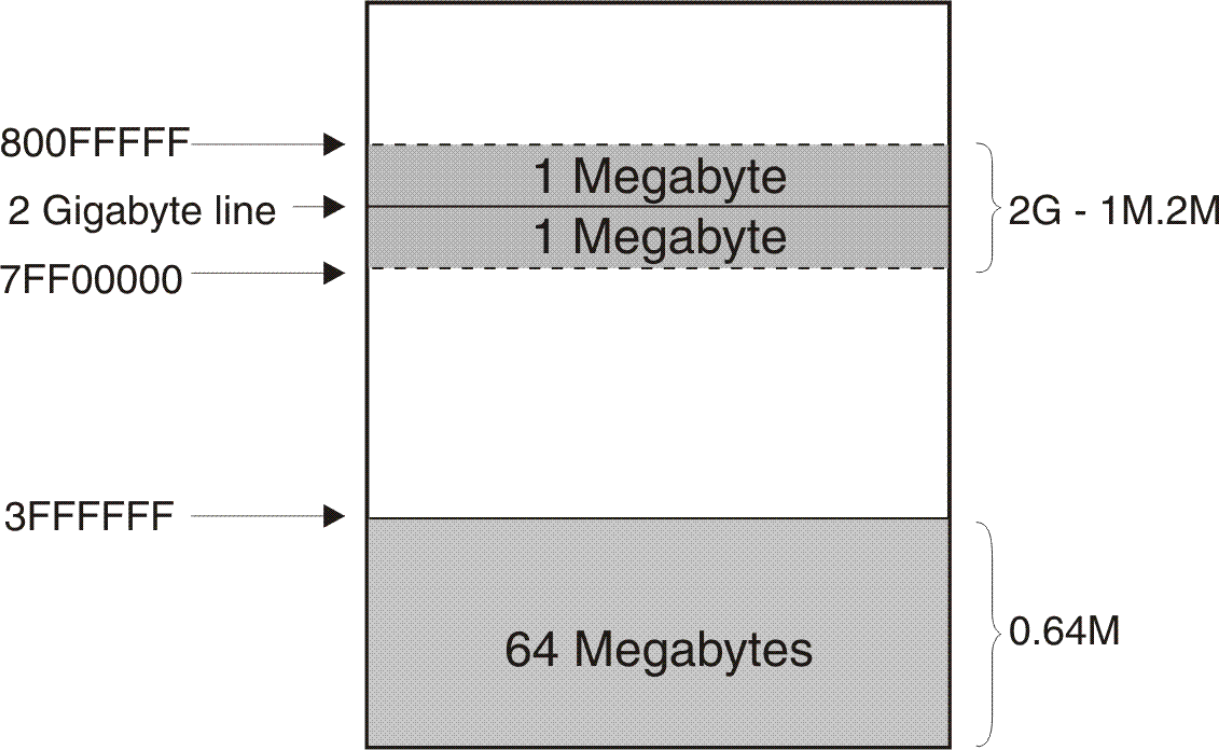 800FFFFF
1 Megabyte
2 Gigabyte line
2G - 1M.2M
1 Megabyte
7FF00000
3FFFFFF
0.64M
64 Megabytes